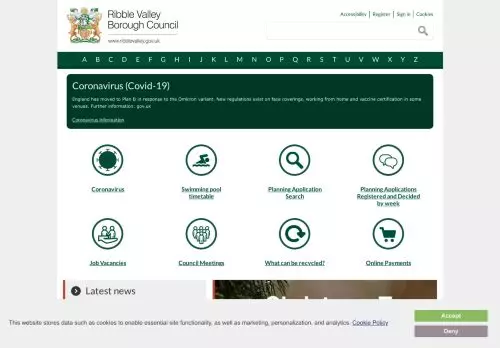 Ribble Valley
Borough Council
www.ribblevalley.gov.uk
Accessibility Register Sign in Cookies
A B C D E F G H I J K L M N O P Q R S T U V W X Y Z
Coronavirus (Covid-19)
England has moved to Plan B in response to the Omikron variant. New regulations exist on face coverings, working from home and vaccine certification in some
venues. Further information: gov.uk
Coronavirus information
Coronavirus
Swimming pool
timetable
Planning Application
Search
Planning Applications
Registered and Decided
by week
Job Vacancies
Council Meetings
What can be recycled?
Online Payments
Latest news
This website stores data such as cookies to enable essential site functionality, as well as marketing, personalization, and analytics. Cookie Policy
Accept
Deny